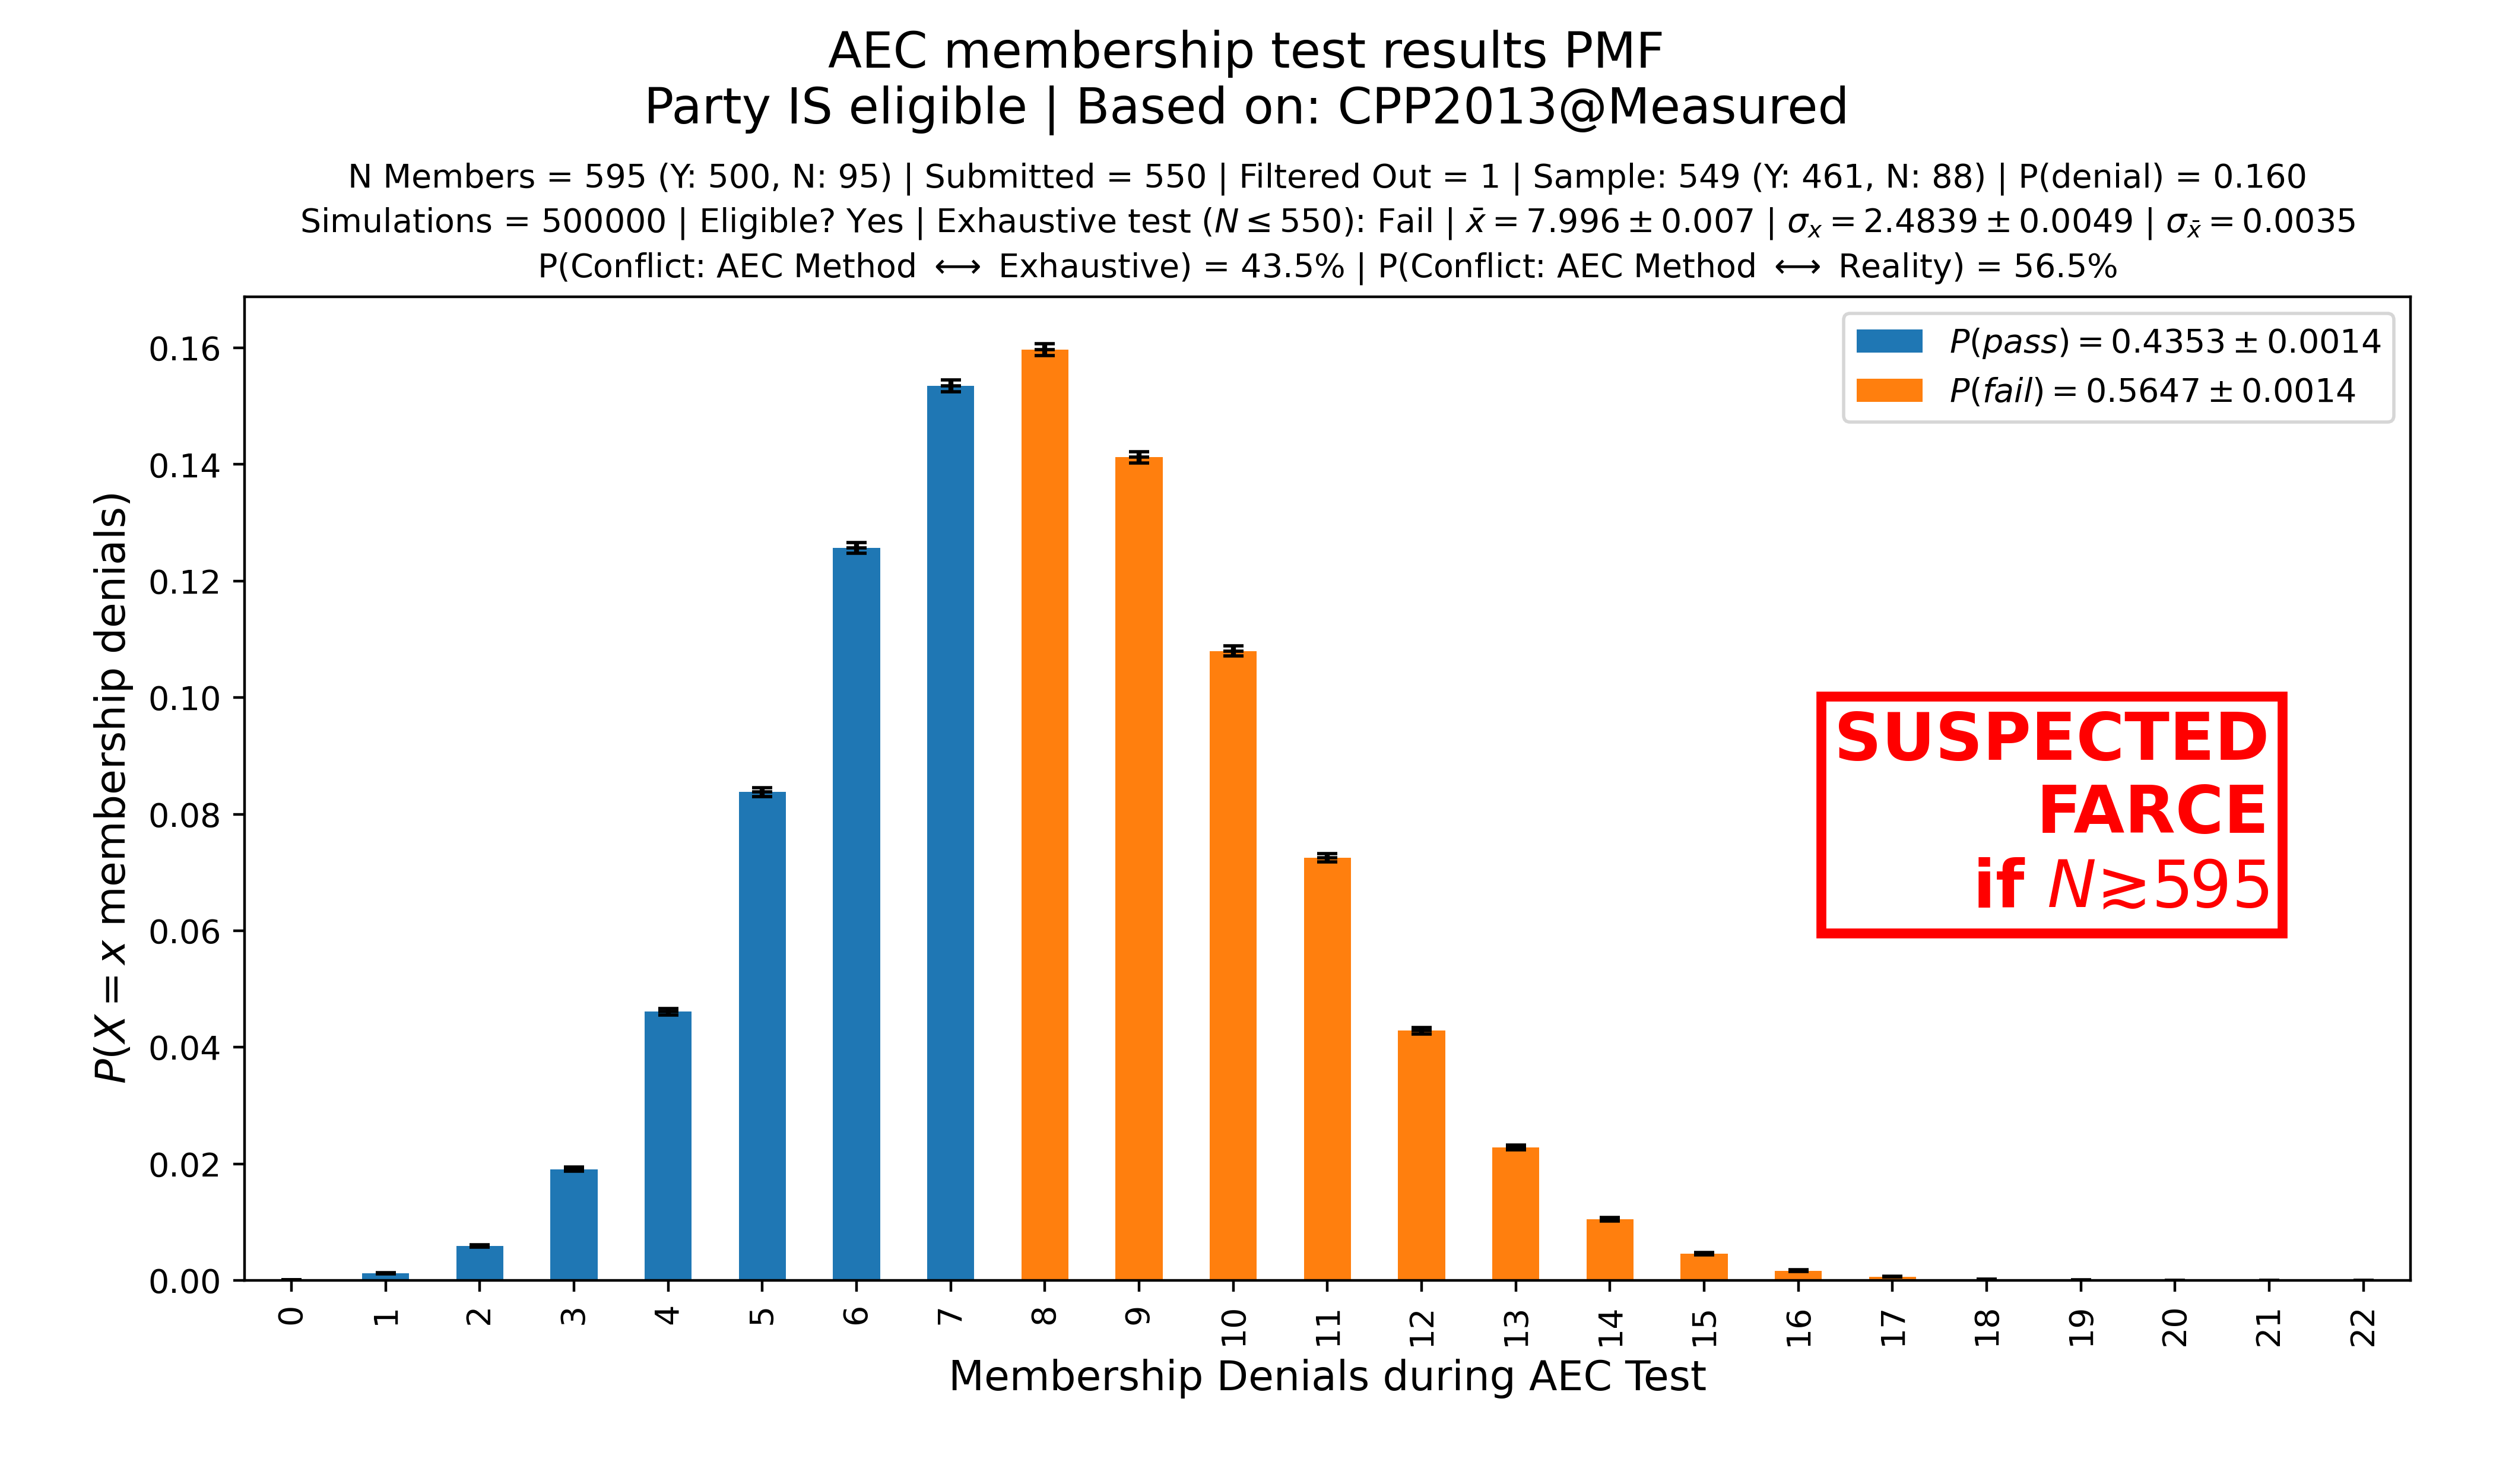 AEC membership test results PMF
Party IS eligible | Based on: CPP2013@Measured
N Members = 595 (Y: 500, N: 95) | Submitted = 550 | Filtered Out = 1 | Sample: 549 (Y: 461, N: 88) | P(denial) = 0.160
Simulations = 500000 | Eligible? Yes | Exhaustive test (N ≤ 550): Fail | x̄ = 7.996 ± 0.007 | σₓ = 2.4839 ± 0.0049 | σ_x̄ = 0.0035
P(Conflict: AEC Method ⟷ Exhaustive) = 43.5% | P(Conflict: AEC Method ⟷ Reality) = 56.5%
P(pass) = 0.4353 ± 0.0014
P(fail) = 0.5647 ± 0.0014
P(X = x membership denials)
0.16
0.14
0.12
0.10
0.08
0.06
0.04
0.02
0.00
SUSPECTED
FARCE
if N⪆595
0 1 2 3 4 5 6 7 8 9 10 11 12 13 14 15 16 17 18 19 20 21 22
Membership Denials during AEC Test